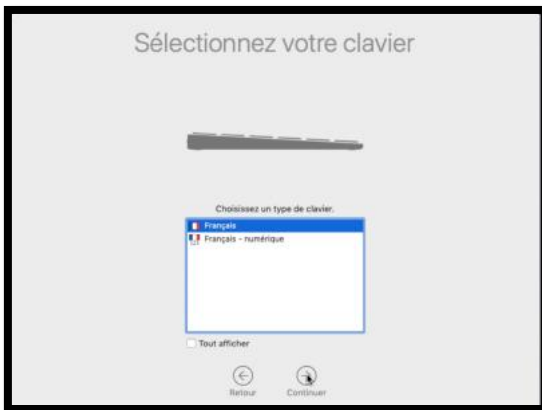 Sélectionnez votre clavier
Choisissez un type de clavier.
Français
Français - numérique
Tout afficher
Retour
Continuer